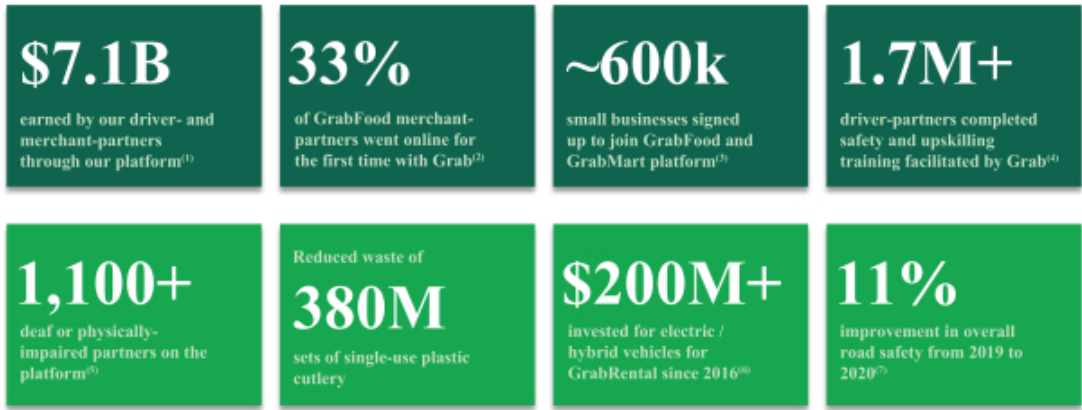 $7.1B
earned by our driver- and
merchant-partners
through our platform(1)
33%
of GrabFood merchant-
partners went online for
the first time with Grab(2)
~600k
small businesses signed
up to join GrabFood and
GrabMart platform(3)
1.7M+
driver-partners completed
safety and upskilling
training facilitated by Grab(4)
1,100+
deaf or physically-
impaired partners on the
platform(5)
Reduced waste of
380M
sets of single-use plastic
cutlery
$200M+
invested for electric /
hybrid vehicles for
GrabRental since 2016(6)
11%
improvement in overall
road safety from 2019 to
2020(7)